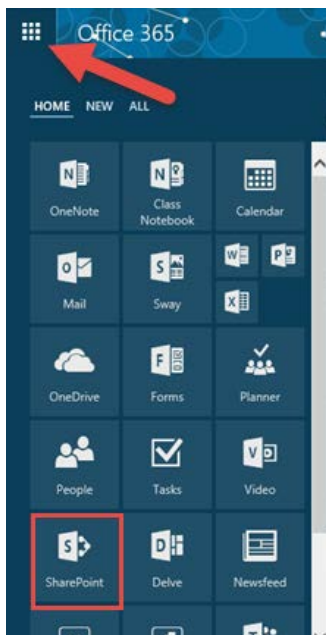 Office 365
HOME NEW ALL
N
N
OneNote
Class
Notebook
Calendar
O
S
W
P
X
Mail
Sway
F
OneDrive
Forms
Planner
V
People
Tasks
Video
S
D
SharePoint
Delve
Newsfeed